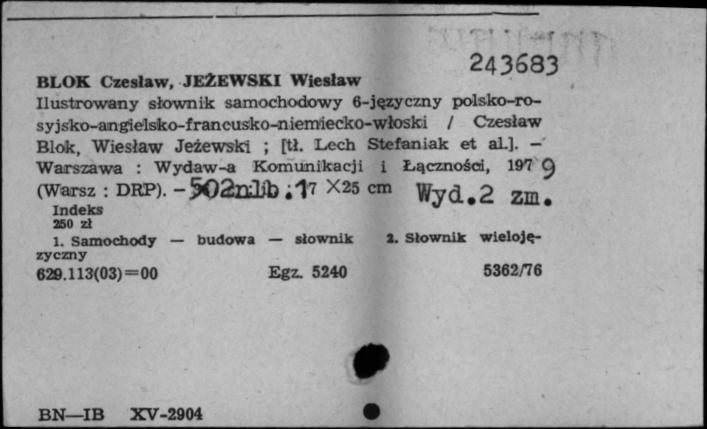 243683
BLOK Czesław, JEŻEWSKI Wiesław
Ilustrowany słownik samochodowy 6-języczny polsko-ro-
syjsko-angielsko-francusko-niemiecko-włoski / Czesław
Blok, Wiesław Jeżewski ; [tł. Lech Stefaniak et al.]. —
Warszawa : Wydaw-a Komunikacji i Łączności, 1979
(Warsz : DRP). — 502nlib : 17 X25 cm Wyd.2 zm.
Indeks
250 zł
1. Samochody — budowa — słownik 2. Słownik wieloję-
zyczny
629.113(03)=00 Egz. 5240 5362/76
BN—IB XV-2904